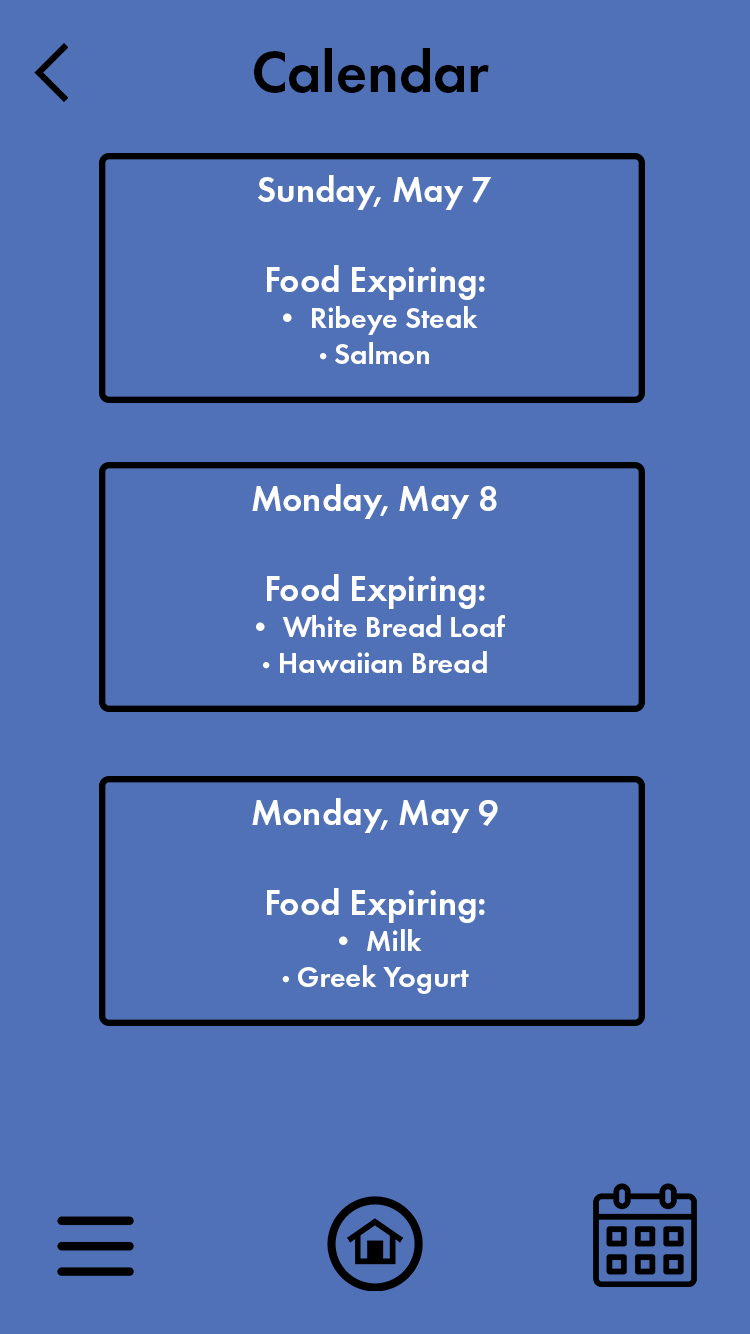 Calendar
Sunday, May 7
Food Expiring:
• Ribeye Steak
• Salmon
Monday, May 8
Food Expiring:
• White Bread Loaf
• Hawaiian Bread
Monday, May 9
Food Expiring:
• Milk
• Greek Yogurt